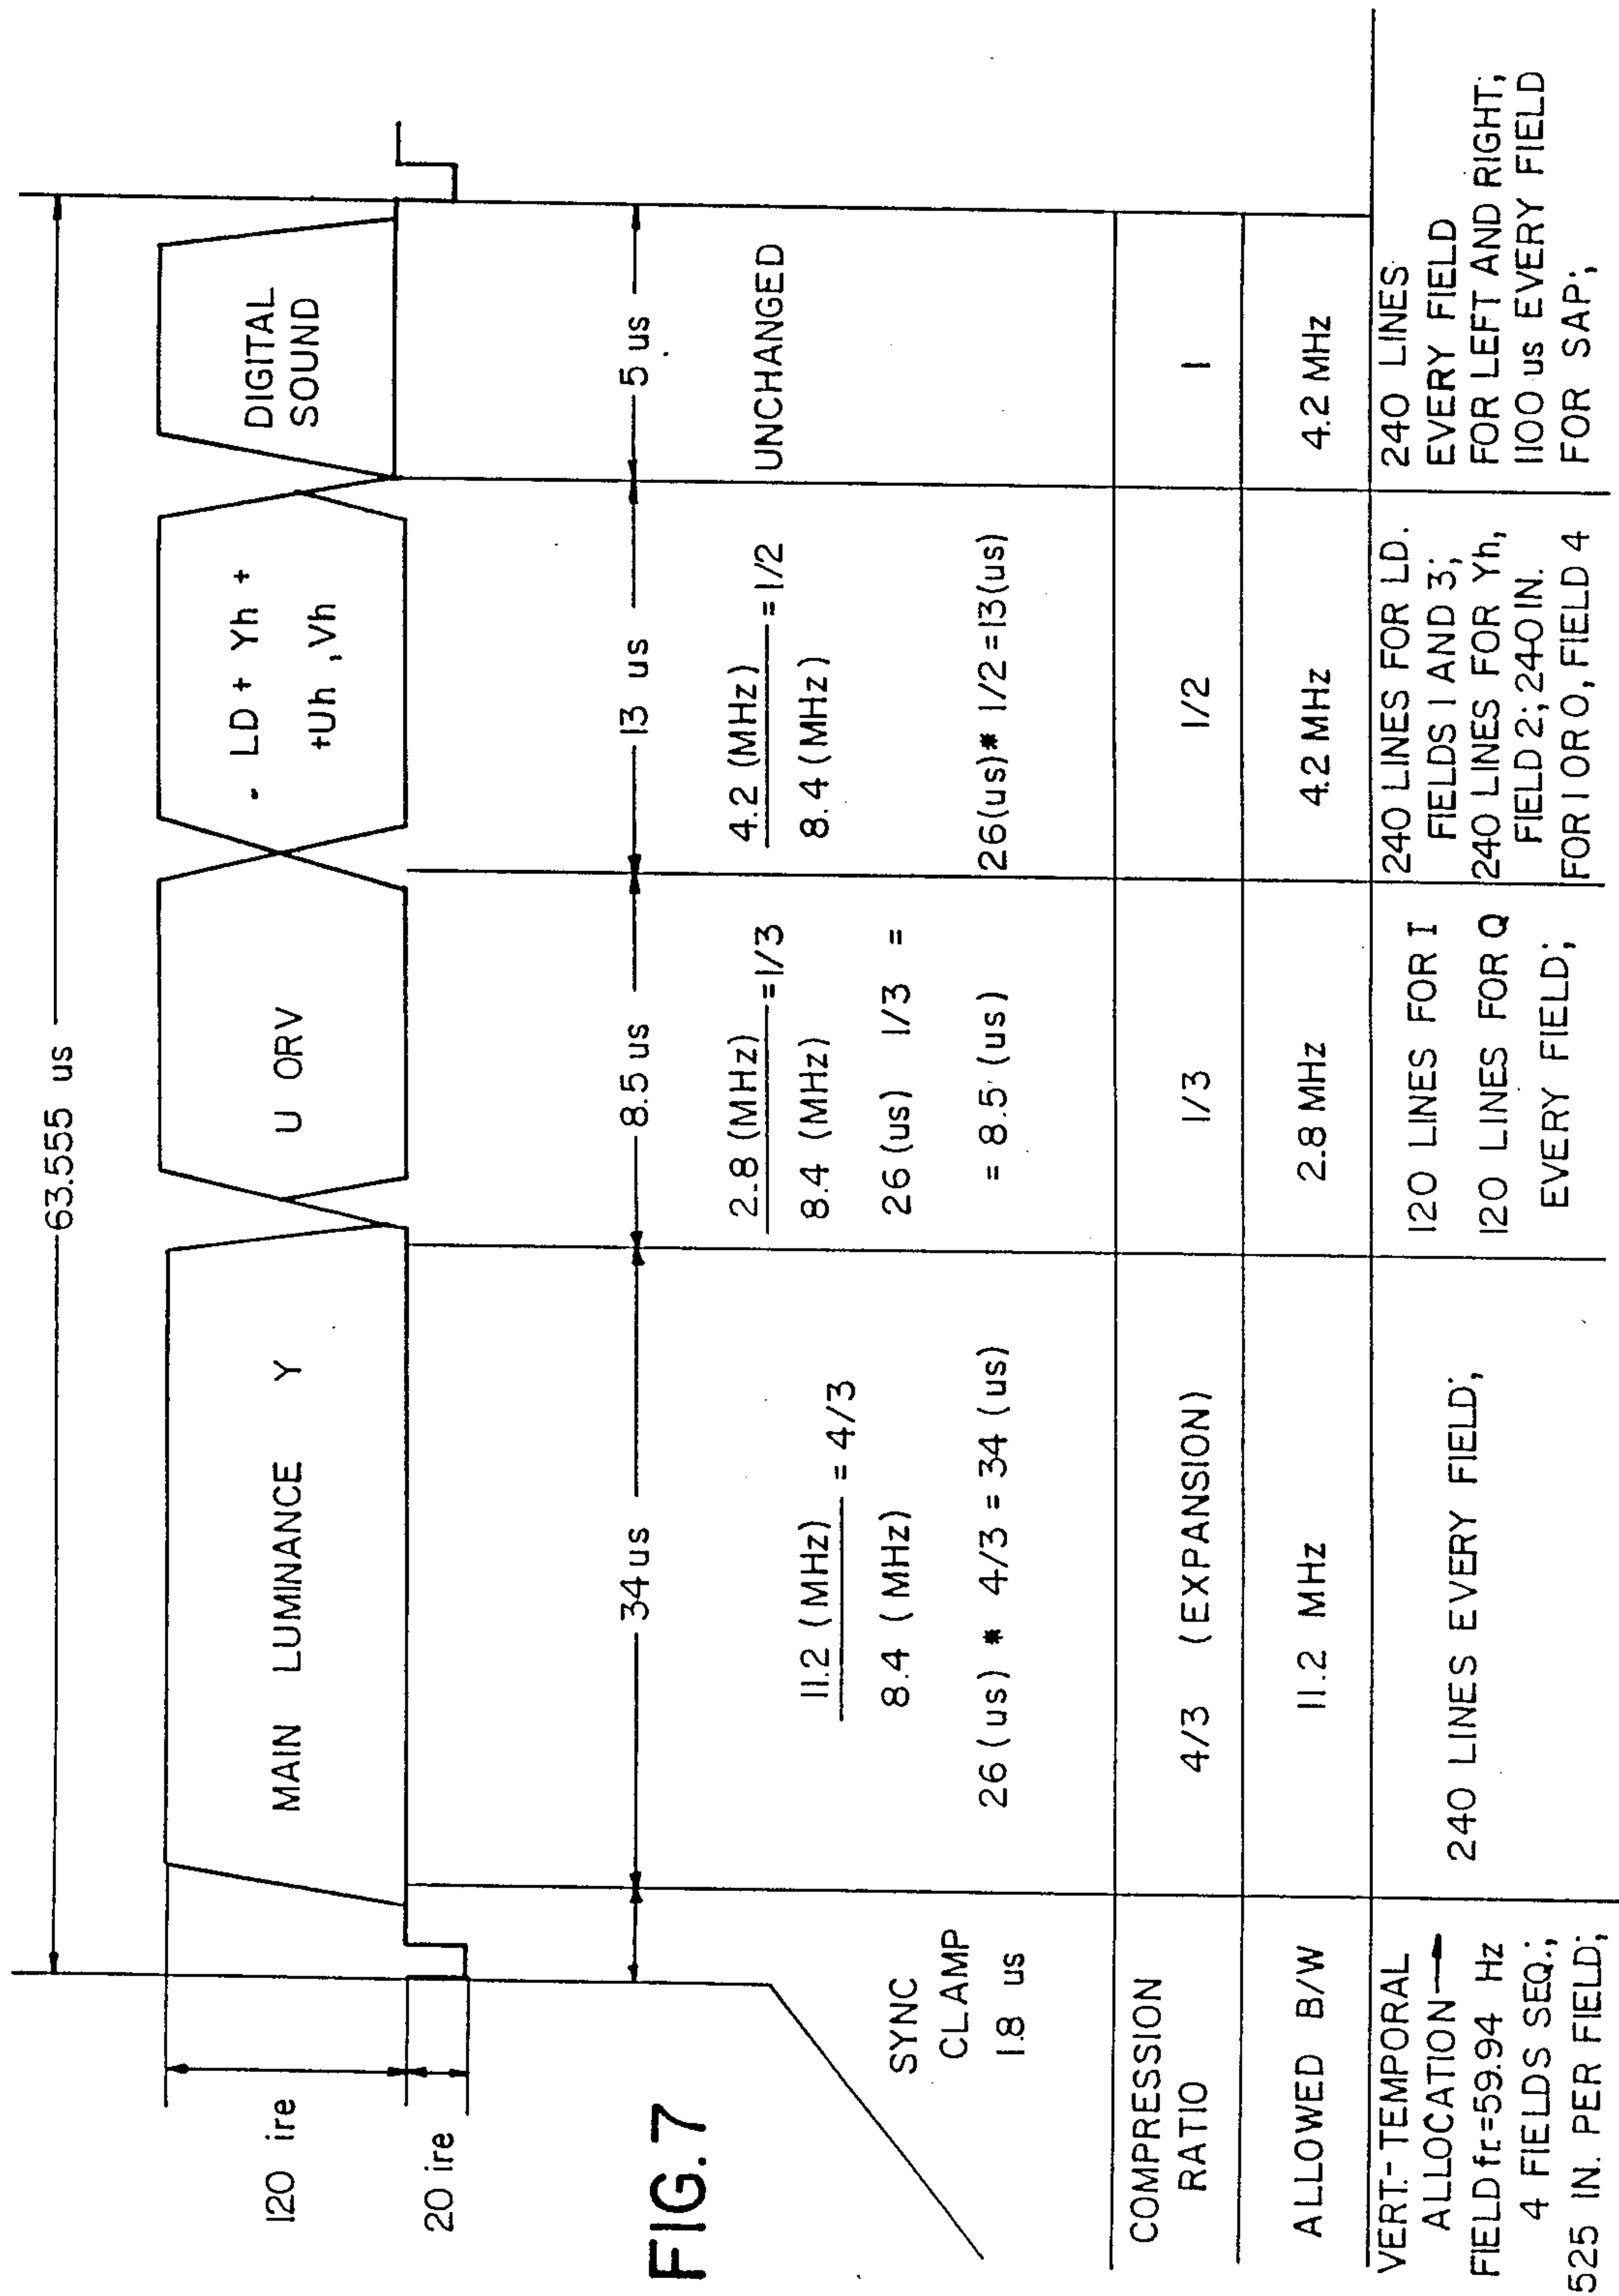 63.555 us
120 ire
20 ire
MAIN LUMINANCE Y
U ORV
- LD + Yh +
+Uh ,Vh
DIGITAL
SOUND
34us
8.5 us
13 us
5 us
FIG.7
SYNC
CLAMP
1.8 us
11.2 (MHz) = 4/3
8.4 (MHz)
26 (us) * 4/3 = 34 (us)
2.8 (MHz) =1/3
8.4 (MHz)
26 (us) 1/3 =
= 8.5 (us)
4.2 (MHz) = 1/2
8.4 (MHz)
26(us)* 1/2=13(us)
UNCHANGED
COMPRESSION
RATIO
4/3 (EXPANSION)
1/3
1/2
1
ALLOWED B/W
11.2 MHz
2.8 MHz
4.2 MHz
4.2 MHz
VERT.-TEMPORAL
ALLOCATION→
FIELD fr.=59.94 Hz
4 FIELDS SEQ.;
525 IN. PER FIELD;
240 LINES EVERY FIELD;
120 LINES FOR I
120 LINES FOR Q
EVERY FIELD;
240 LINES FOR LD.
FIELDS 1 AND 3;
240 LINES FOR Yh,
FIELD 2; 240 IN.
FOR I OR O, FIELD 4
240 LINES
EVERY FIELD
FOR LEFT AND RIGHT;
1100 us EVERY FIELD
FOR SAP;